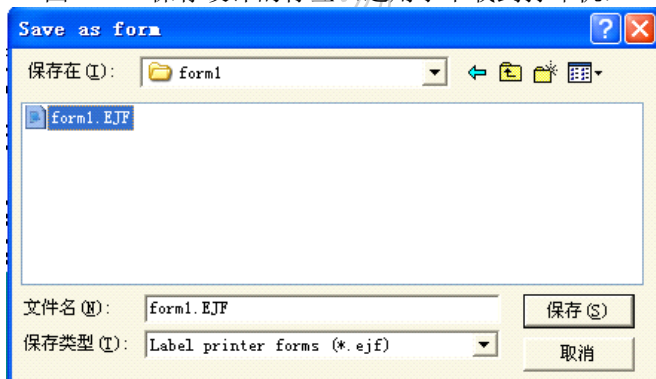 Save as form
保存在(I):
form1
form1.EJF
文件名(N):
form1.EJF
保存(S)
保存类型(T):
Label printer forms (*.ejf)
取消